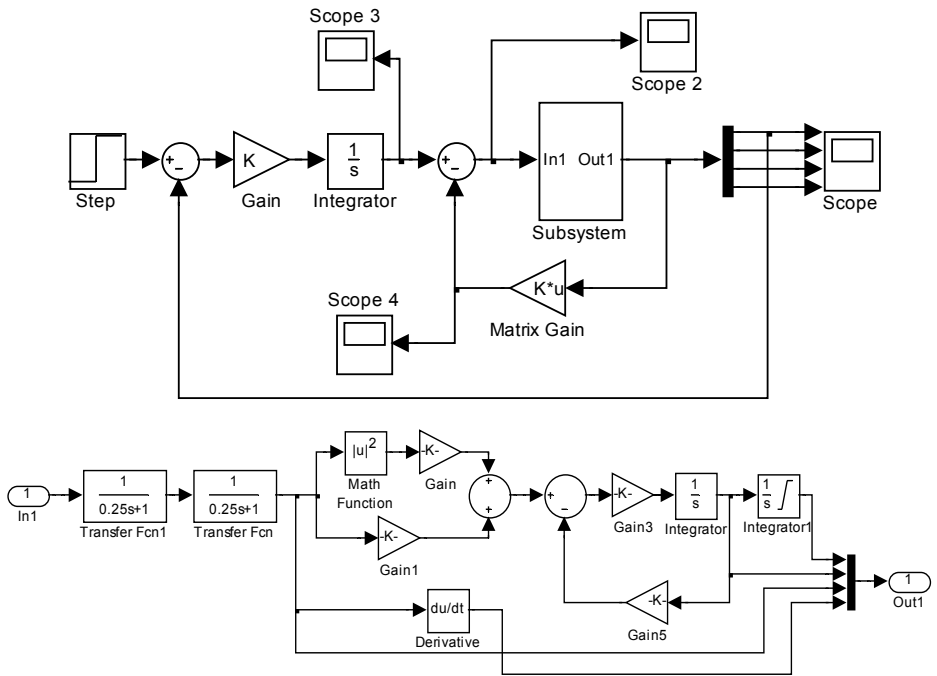 Scope 3
Scope 2
+
−
K
1
s
+
−
In1 Out1
Step
Gain
Integrator
Subsystem
Scope
K*u
Matrix Gain
Scope 4
|u|2
-K-
Math
Function
Gain
1
In1
1
0.25s+1
Transfer Fcn1
1
0.25s+1
Transfer Fcn
+
+
-K-
Gain1
+
−
-K-
Gain3
1
s
Integrator
1
s
Integrator1
-K-
Gain5
du/dt
Derivative
1
Out1